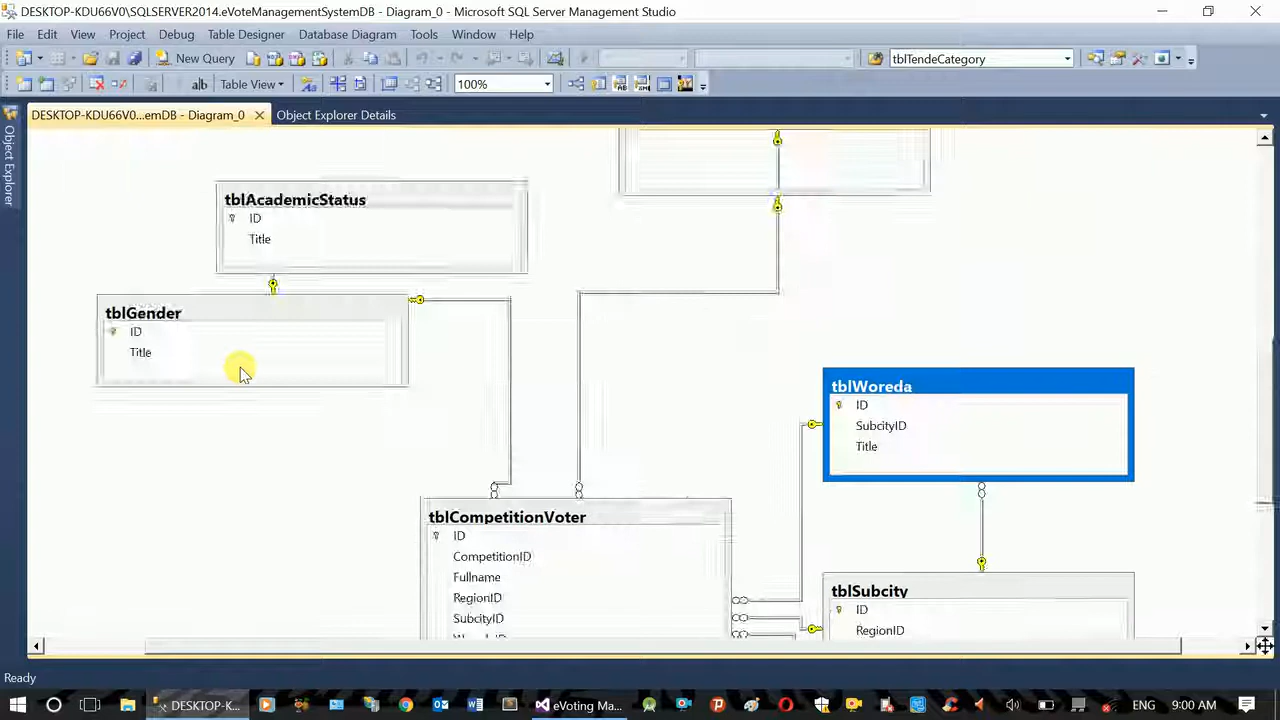 DESKTOP-KDU66V0\SQLSERVER2014.eVoteManagementSystemDB - Diagram_0 - Microsoft SQL Server Management Studio
File Edit View Project Debug Table Designer Database Diagram Tools Window Help
New Query tblTendeCategory
Table View 100%
DESKTOP-KDU66V0...emDB - Diagram_0 Object Explorer Details
Object Explorer
tblAcademicStatus
ID
Title
tblGender
ID
Title
tblWoreda
ID
SubcityID
Title
tblCompetitionVoter
ID
CompetitionID
Fullname
RegionID
SubcityID
tblSubcity
ID
RegionID
Ready
DESKTOP-K... eVoting Ma... ENG 9:00 AM